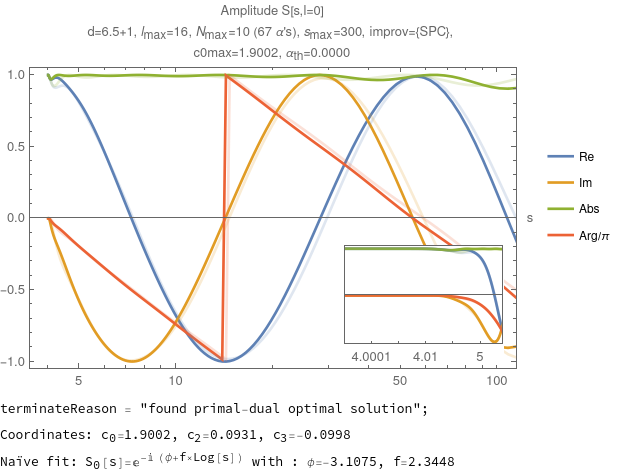 Amplitude S[s,l=0]
d=6.5+1, lmax=16, Nmax=10 (67 α's), smax=300, improv={SPC},
c0max=1.9002, αth=0.0000
1.0
0.5
0.0
-0.5
-1.0
5
10
50
100
s
4.0001
4.01
5
Re
Im
Abs
Arg/π
terminateReason = "found primal-dual optimal solution";
Coordinates: c0=1.9002, c2=0.0931, c3=-0.0998
Naïve fit: S0[s]=e^-i (ϕ+f×Log[s]) with : ϕ=-3.1075, f=2.3448